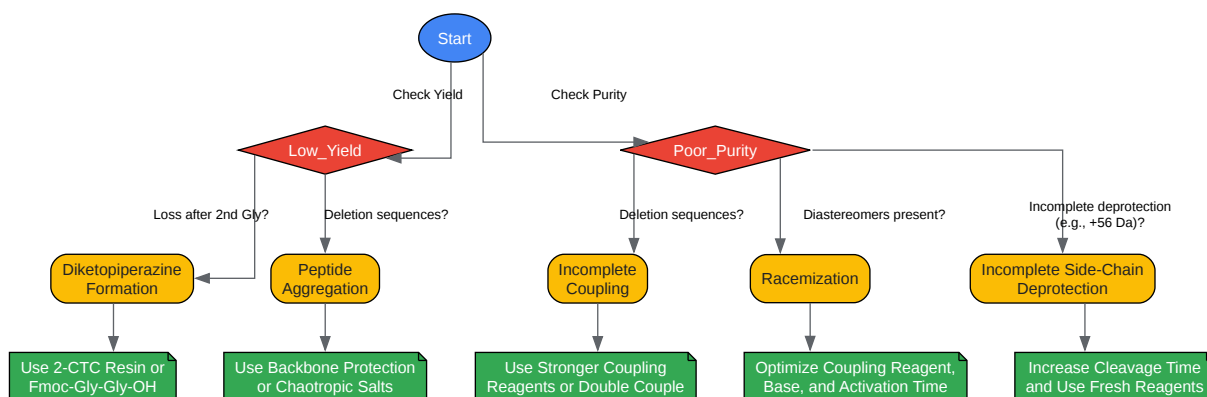 Start
Check Yield
Check Purity
Low_Yield
Poor_Purity
Loss after 2nd Gly?
Deletion sequences?
Deletion sequences?
Diastereomers present?
Incomplete deprotection
(e.g., +56 Da)?
Diketopiperazine
Formation
Peptide
Aggregation
Incomplete
Coupling
Racemization
Incomplete Side-Chain
Deprotection
Use 2-CTC Resin or
Fmoc-Gly-Gly-OH
Use Backbone Protection
or Chaotropic Salts
Use Stronger Coupling
Reagents or Double Couple
Optimize Coupling Reagent,
Base, and Activation Time
Increase Cleavage Time
and Use Fresh Reagents